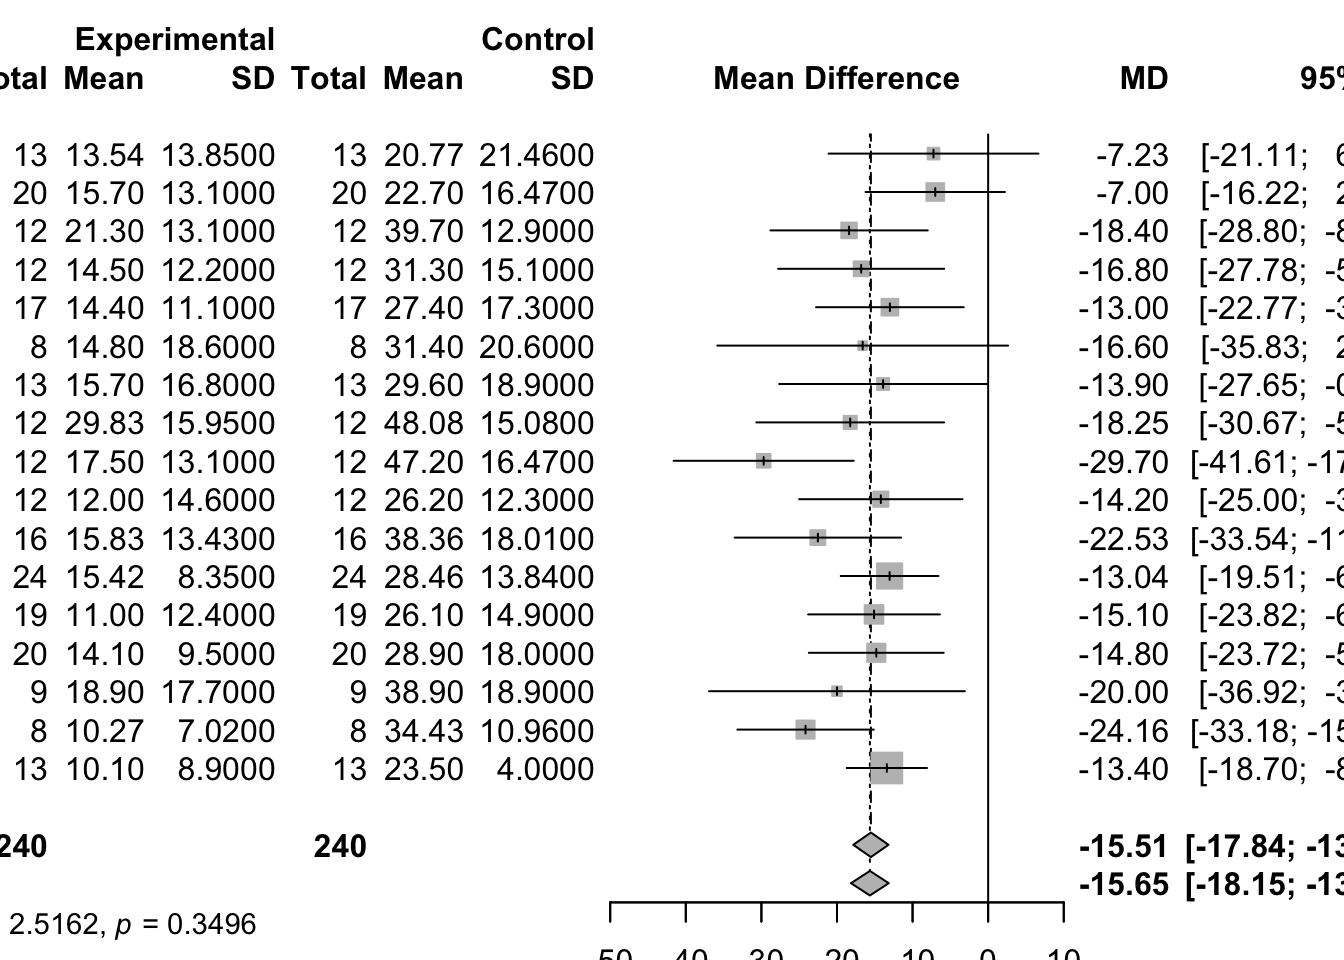 Experimental Control
Mean SD Total Mean SD Mean Difference MD
13 13.54 13.8500 13 20.77 21.4600 -7.23 [-21.11;
20 15.70 13.1000 20 22.70 16.4700 -7.00 [-16.22;
12 21.30 13.1000 12 39.70 12.9000 -18.40 [-28.80;
12 14.50 12.2000 12 31.30 15.1000 -16.80 [-27.78;
17 14.40 11.1000 17 27.40 17.3000 -13.00 [-22.77;
8 14.80 18.6000 8 31.40 20.6000 -16.60 [-35.83;
13 15.70 16.8000 13 29.60 18.9000 -13.90 [-27.65;
12 29.83 15.9500 12 48.08 15.0800 -18.25 [-30.67;
12 17.50 13.1000 12 47.20 16.4700 -29.70 [-41.61;
12 12.00 14.6000 12 26.20 12.3000 -14.20 [-25.00;
16 15.83 13.4300 16 38.36 18.0100 -22.53 [-33.54;
24 15.42 8.3500 24 28.46 13.8400 -13.04 [-19.51;
19 11.00 12.4000 19 26.10 14.9000 -15.10 [-23.82;
20 14.10 9.5000 20 28.90 18.0000 -14.80 [-23.72;
9 18.90 17.7000 9 38.90 18.9000 -20.00 [-36.92;
8 10.27 7.0200 8 34.43 10.9600 -24.16 [-33.18;
13 10.10 8.9000 13 23.50 4.0000 -13.40 [-18.70;
240 240 -15.51 [-17.84;
-15.65 [-18.15;
2.5162, p = 0.3496